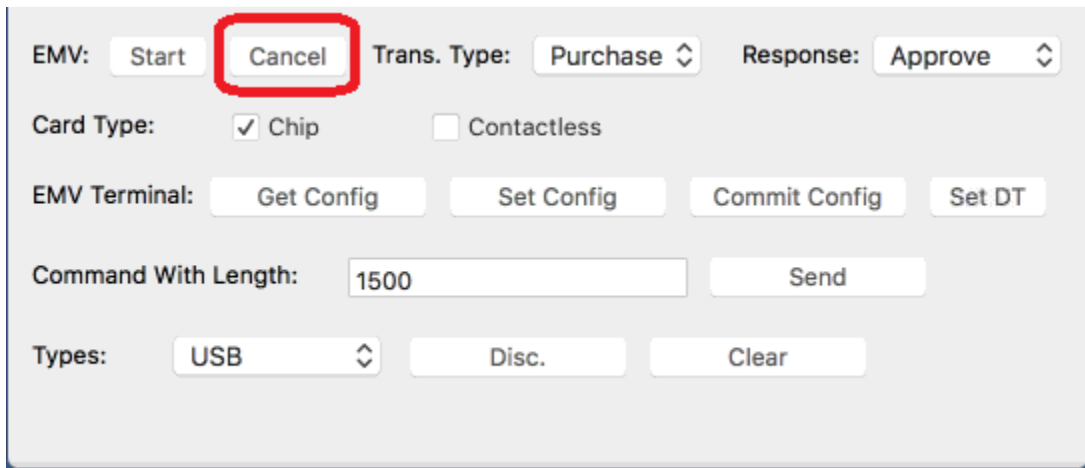 EMV: Start Cancel Trans. Type: Purchase Response: Approve
Card Type: Chip Contactless
EMV Terminal: Get Config Set Config Commit Config Set DT
Command With Length: 1500 Send
Types: USB Disc. Clear